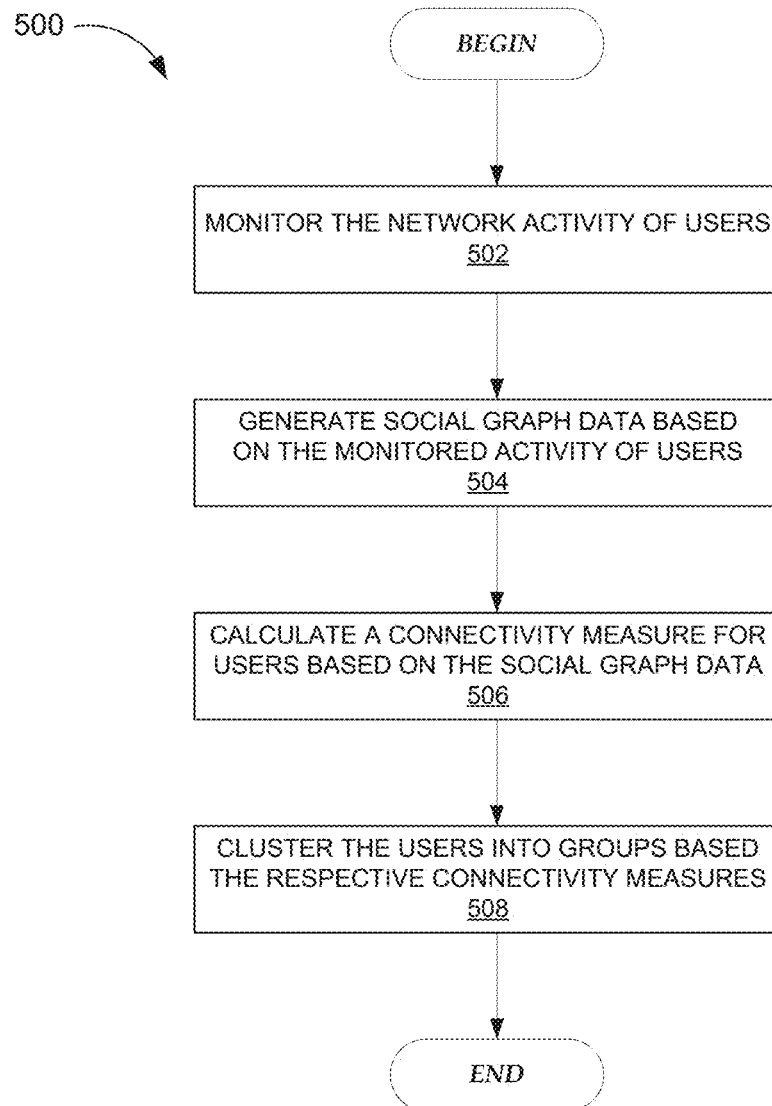 500
BEGIN
MONITOR THE NETWORK ACTIVITY OF USERS
502
GENERATE SOCIAL GRAPH DATA BASED
ON THE MONITORED ACTIVITY OF USERS
504
CALCULATE A CONNECTIVITY MEASURE FOR
USERS BASED ON THE SOCIAL GRAPH DATA
506
CLUSTER THE USERS INTO GROUPS BASED
THE RESPECTIVE CONNECTIVITY MEASURES
508
END